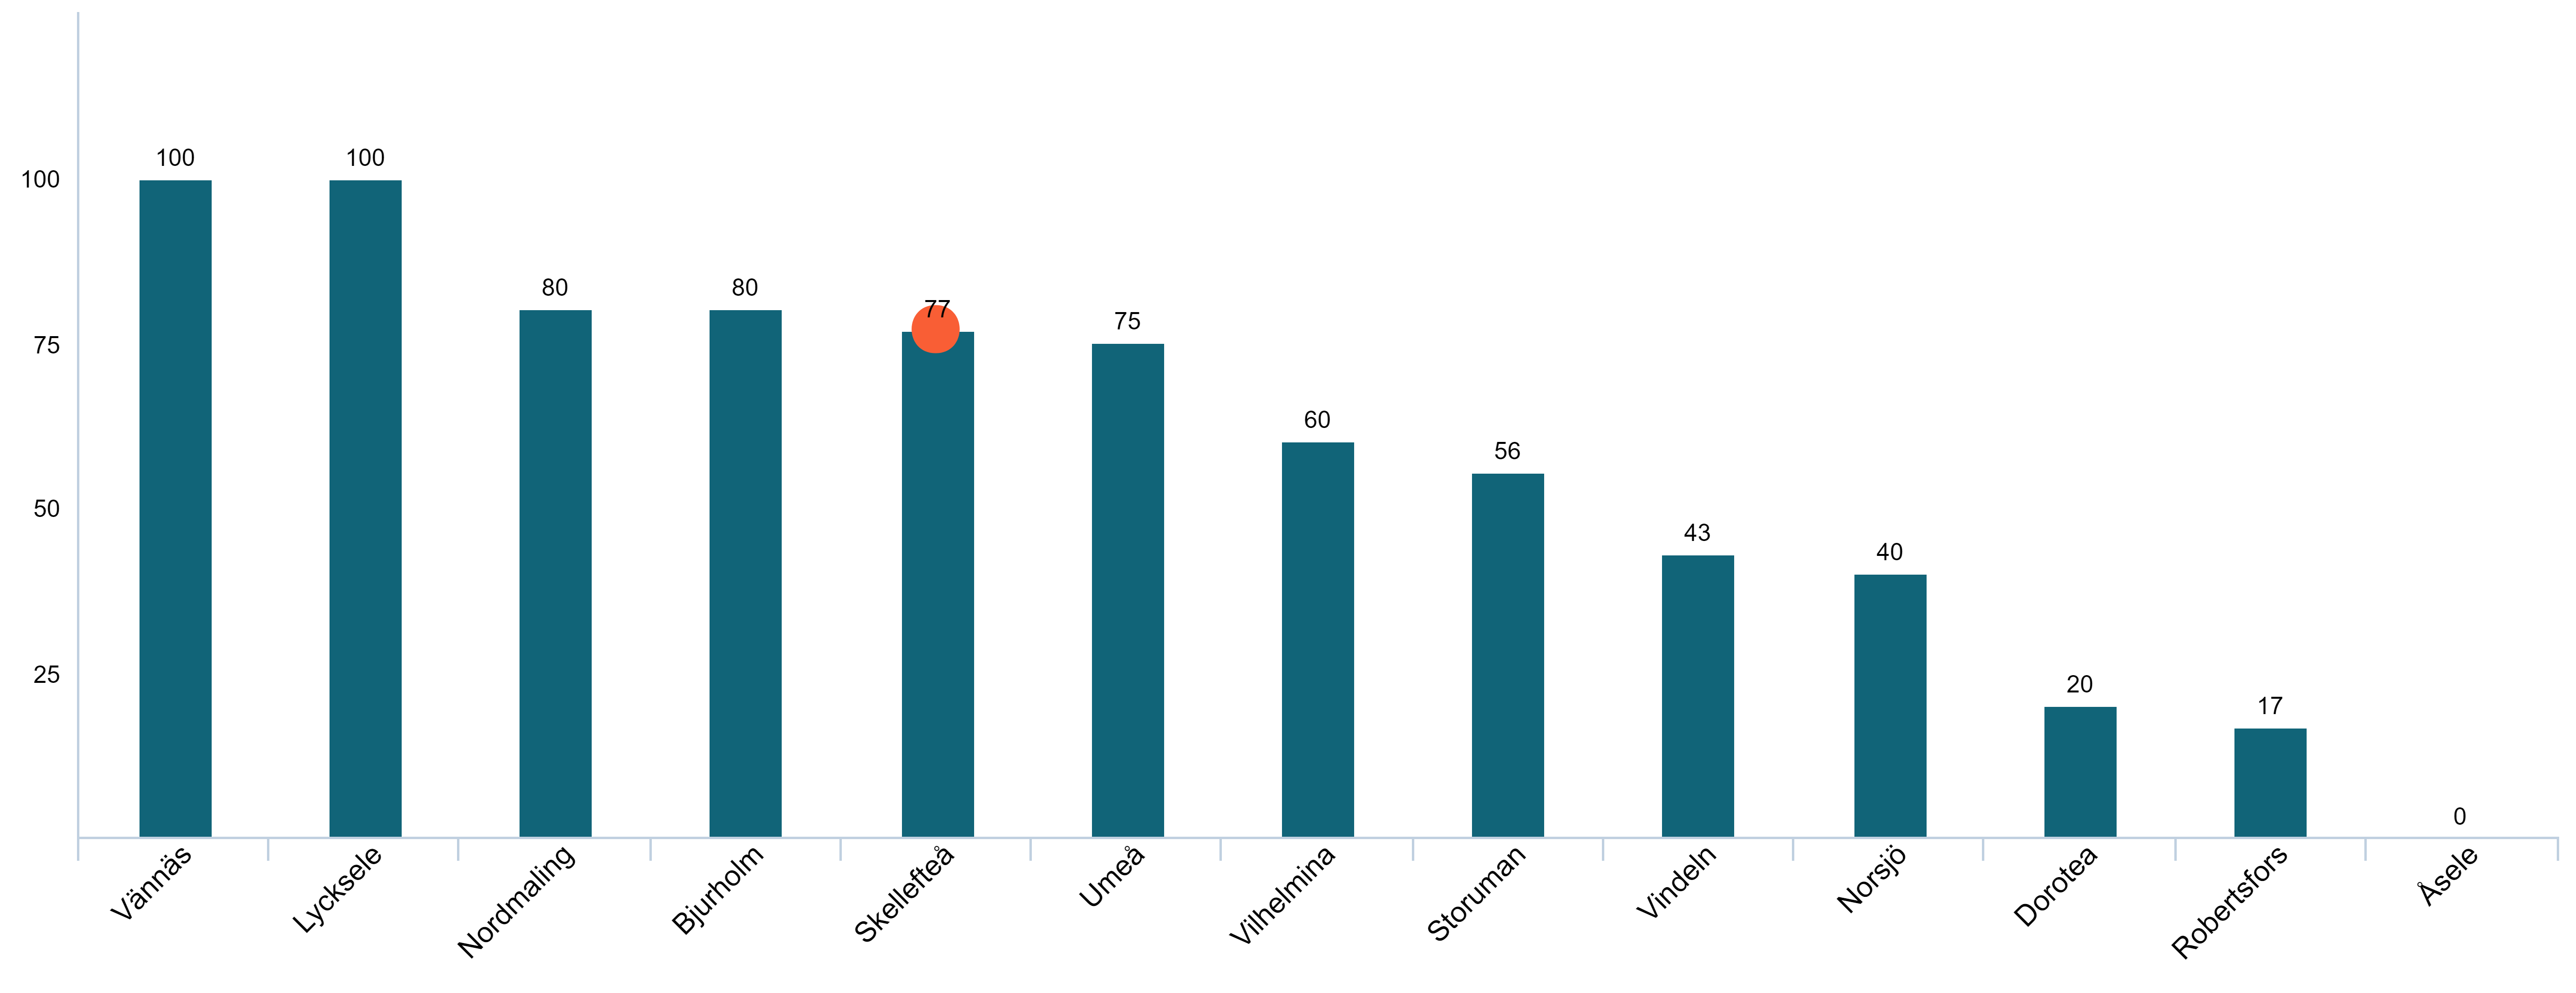 100
75
50
25
100
100
80
80
77
75
60
56
43
40
20
17
0
Vännäs
Lycksele
Nordmaling
Bjurholm
Skellefteå
Umeå
Vilhelmina
Storuman
Vindeln
Norsjö
Dorotea
Robertsfors
Åsele